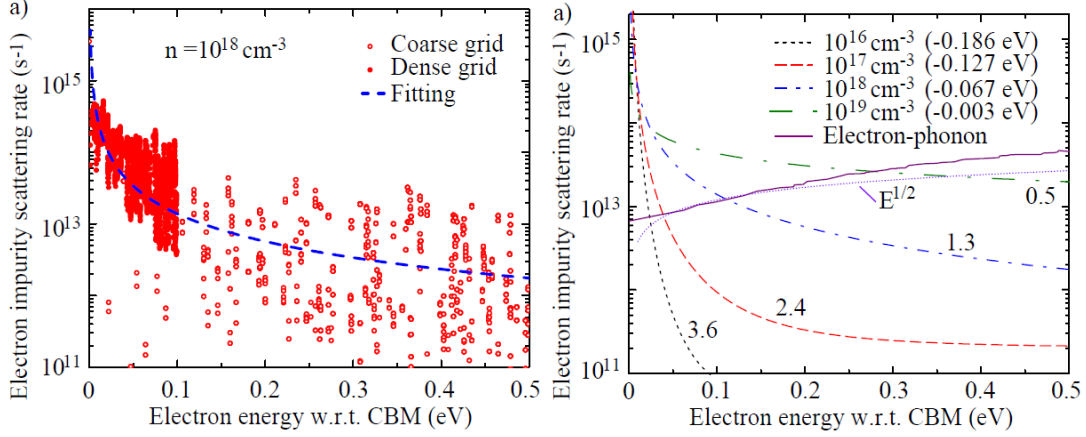 a)
n = 10^18 cm^-3
Coarse grid
Dense grid
Fitting
Electron impurity scattering rate (s^-1)
10^15
10^13
10^11
0 0.1 0.2 0.3 0.4 0.5
Electron energy w.r.t. CBM (eV)
a)
10^16 cm^-3 (-0.186 eV)
10^17 cm^-3 (-0.127 eV)
10^18 cm^-3 (-0.067 eV)
10^19 cm^-3 (-0.003 eV)
Electron-phonon
E^1/2
0.5
1.3
2.4
3.6
Electron impurity scattering rate (s^-1)
10^15
10^13
10^11
0 0.1 0.2 0.3 0.4 0.5
Electron energy w.r.t. CBM (eV)